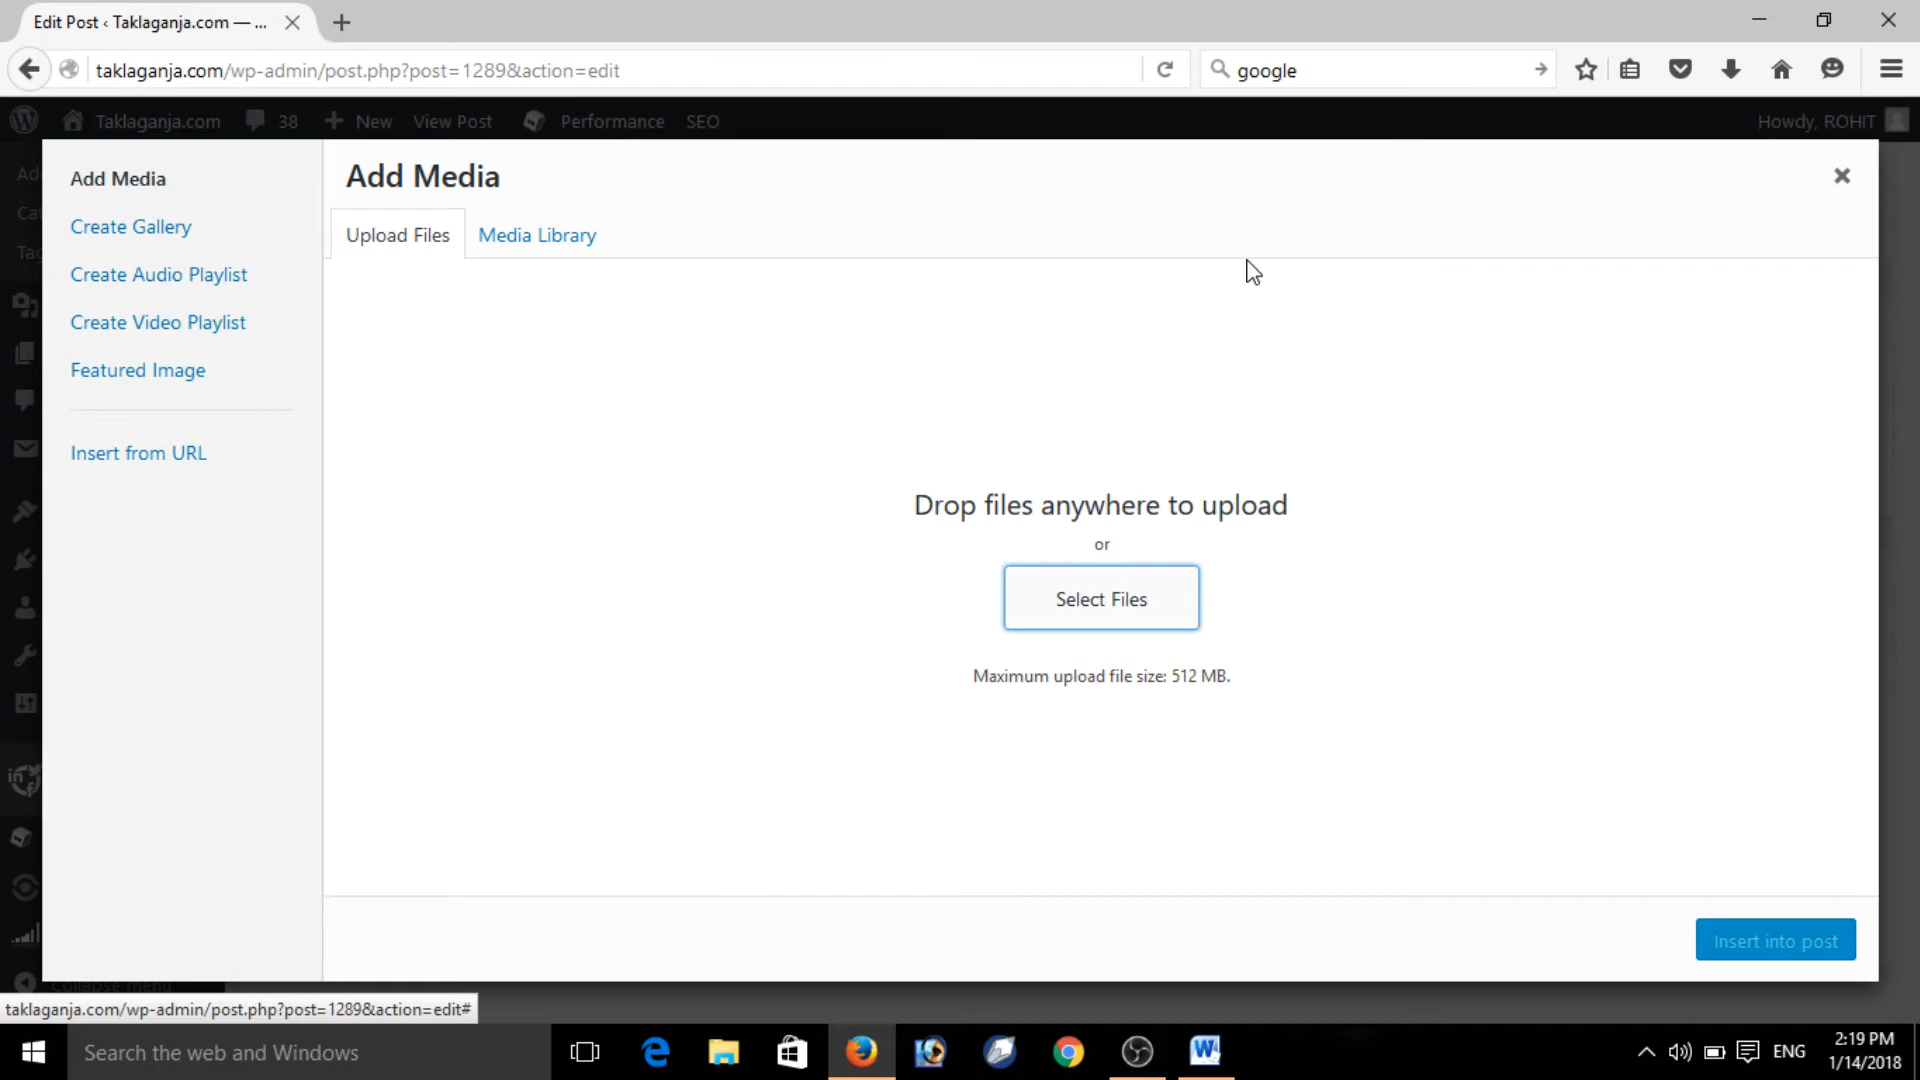 Edit Post ‹ Taklaganja.com — ...
taklaganja.com/wp-admin/post.php?post=1289&action=edit
google
Taklaganja.com 38 New View Post Performance SEO Howdy, ROHIT
Add Media
Create Gallery
Create Audio Playlist
Create Video Playlist
Featured Image
Insert from URL
Add Media
Upload Files Media Library
Drop files anywhere to upload
or
Select Files
Maximum upload file size: 512 MB.
Insert into post
Collapse menu
taklaganja.com/wp-admin/post.php?post=1289&action=edit#
Search the web and Windows
ENG
2:19 PM
1/14/2018